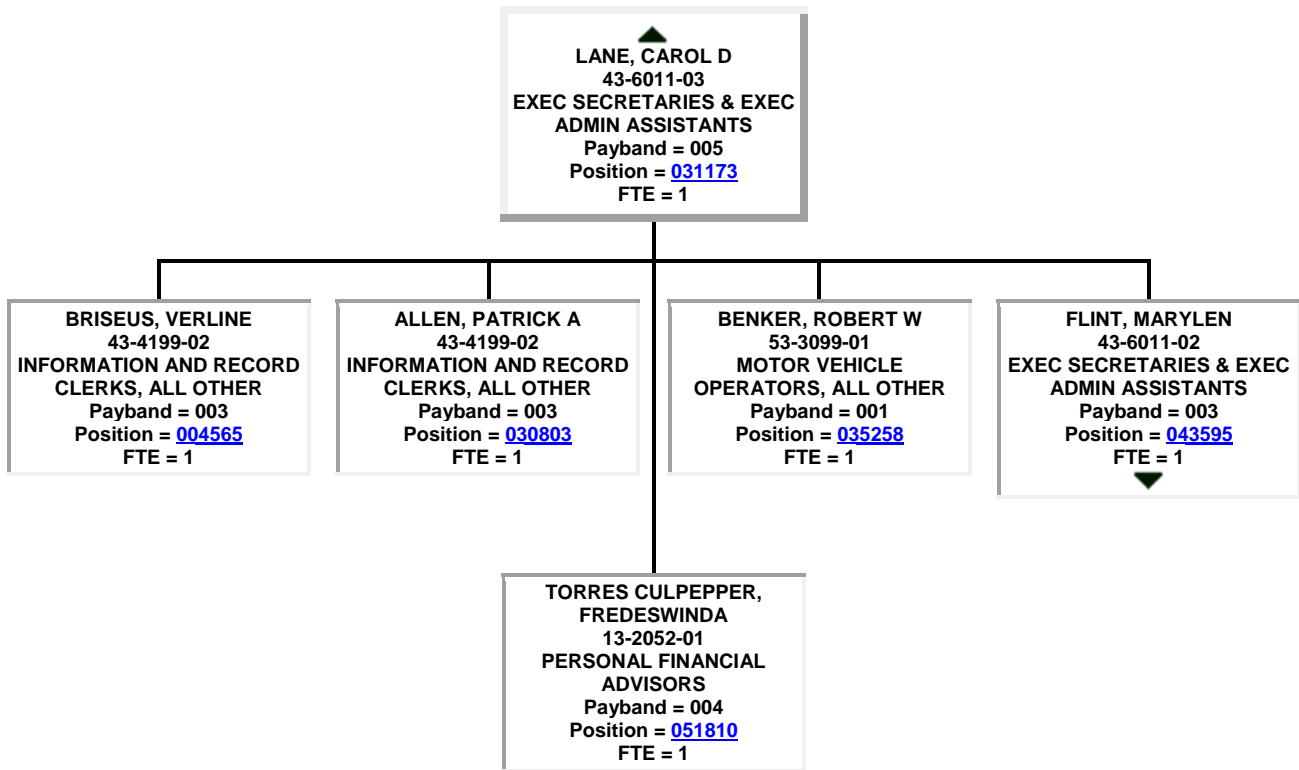 LANE, CAROL D
43-6011-03
EXEC SECRETARIES & EXEC
ADMIN ASSISTANTS
Payband = 005
Position = 031173
FTE = 1
BRISEUS, VERLINE
43-4199-02
INFORMATION AND RECORD
CLERKS, ALL OTHER
Payband = 003
Position = 004565
FTE = 1
ALLEN, PATRICK A
43-4199-02
INFORMATION AND RECORD
CLERKS, ALL OTHER
Payband = 003
Position = 030803
FTE = 1
BENKER, ROBERT W
53-3099-01
MOTOR VEHICLE
OPERATORS, ALL OTHER
Payband = 001
Position = 035258
FTE = 1
FLINT, MARYLEN
43-6011-02
EXEC SECRETARIES & EXEC
ADMIN ASSISTANTS
Payband = 003
Position = 043595
FTE = 1
TORRES CULPEPPER,
FREDESWINDA
13-2052-01
PERSONAL FINANCIAL
ADVISORS
Payband = 004
Position = 051810
FTE = 1